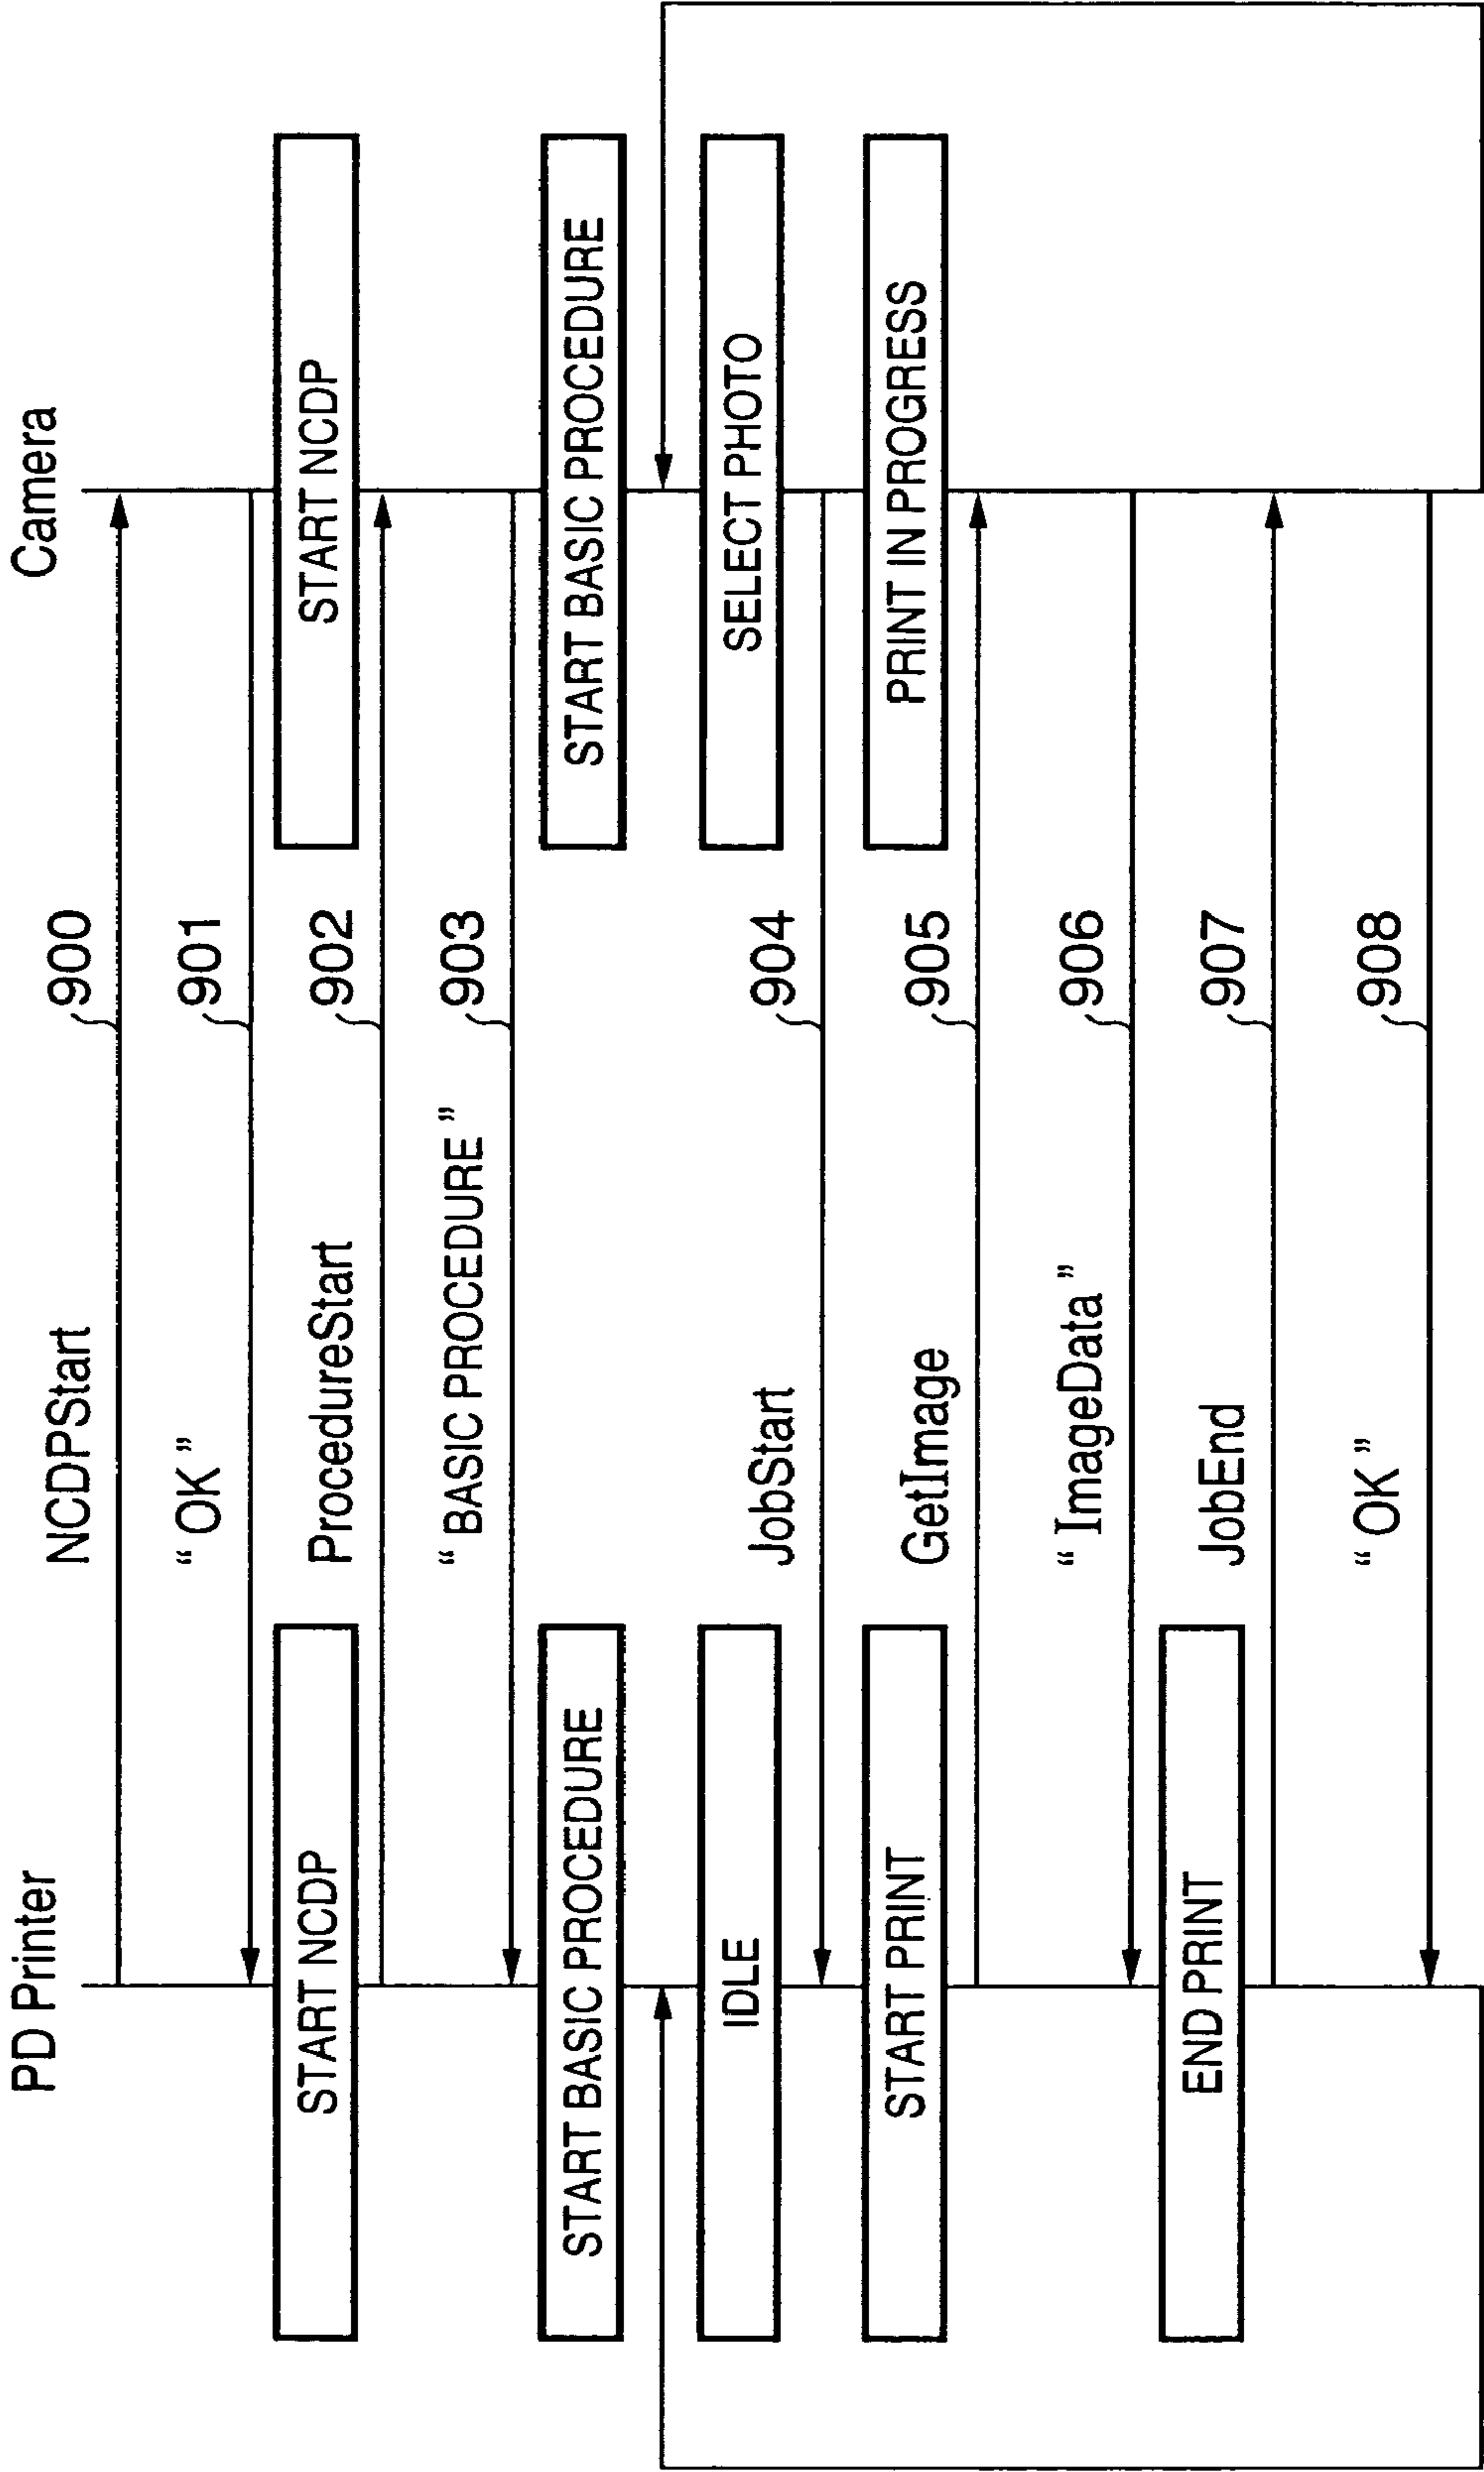 PD Printer
Camera
NCDPStart
900
“ OK ”
901
START NCDP
START NCDP
ProcedureStart
902
“ BASIC PROCEDURE ”
903
START BASIC PROCEDURE
START BASIC PROCEDURE
IDLE
SELECT PHOTO
JobStart
904
START PRINT
PRINT IN PROGRESS
GetImage
905
“ ImageData ”
906
END PRINT
JobEnd
907
“ OK ”
908